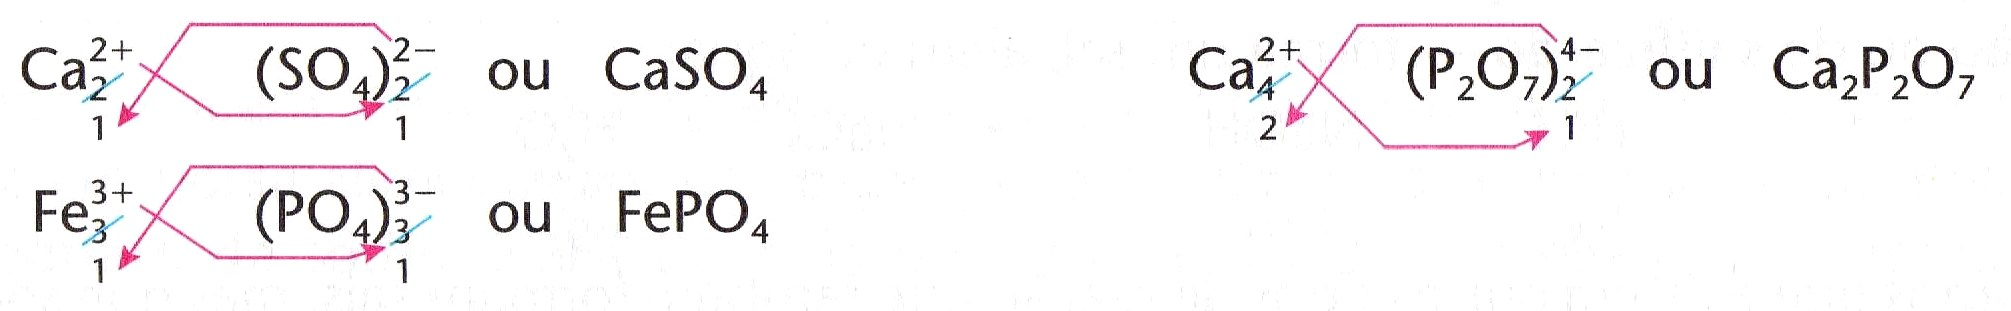 Ca₂²⁺ (SO₄)₂²⁻ ou CaSO₄
1 1
Ca₄²⁺ (P₂O₇)₂⁴⁻ ou Ca₂P₂O₇
2 1
Fe₃³⁺ (PO₄)₃³⁻ ou FePO₄
1 1